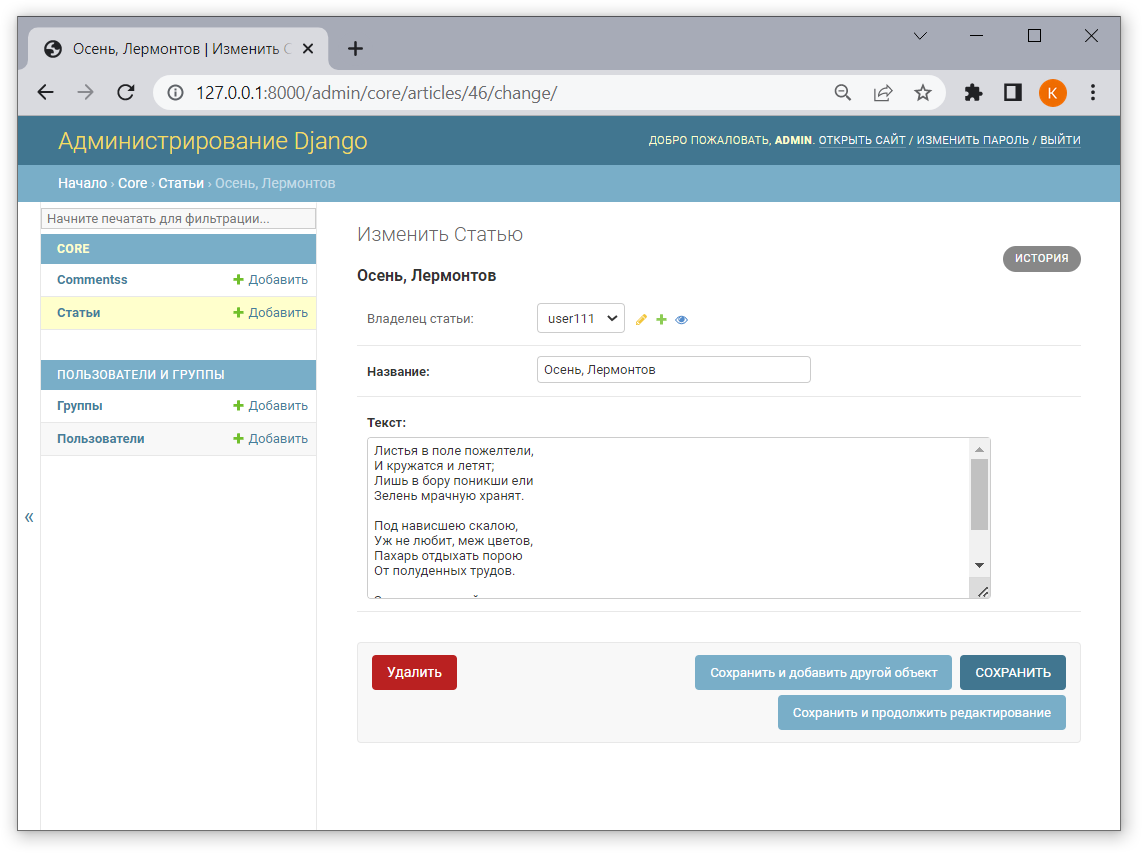 Осень, Лермонтов | Изменить С
127.0.0.1:8000/admin/core/articles/46/change/
K
Администрирование Django
ДОБРО ПОЖАЛОВАТЬ, ADMIN. ОТКРЫТЬ САЙТ / ИЗМЕНИТЬ ПАРОЛЬ / ВЫЙТИ
Начало › Core › Статьи › Осень, Лермонтов
Начните печатать для фильтрации...
CORE
Commentss + Добавить
Статьи + Добавить
ПОЛЬЗОВАТЕЛИ И ГРУППЫ
Группы + Добавить
Пользователи + Добавить
«
Изменить Статью
ИСТОРИЯ
Осень, Лермонтов
Владелец статьи: user111
Название: Осень, Лермонтов
Текст:
Листья в поле пожелтели,
И кружатся и летят;
Лишь в бору поникши ели
Зелень мрачную хранят.
Под нависшею скалою,
Уж не любит, меж цветов,
Пахарь отдыхать порою
От полуденных трудов.
Удалить
Сохранить и добавить другой объект
СОХРАНИТЬ
Сохранить и продолжить редактирование